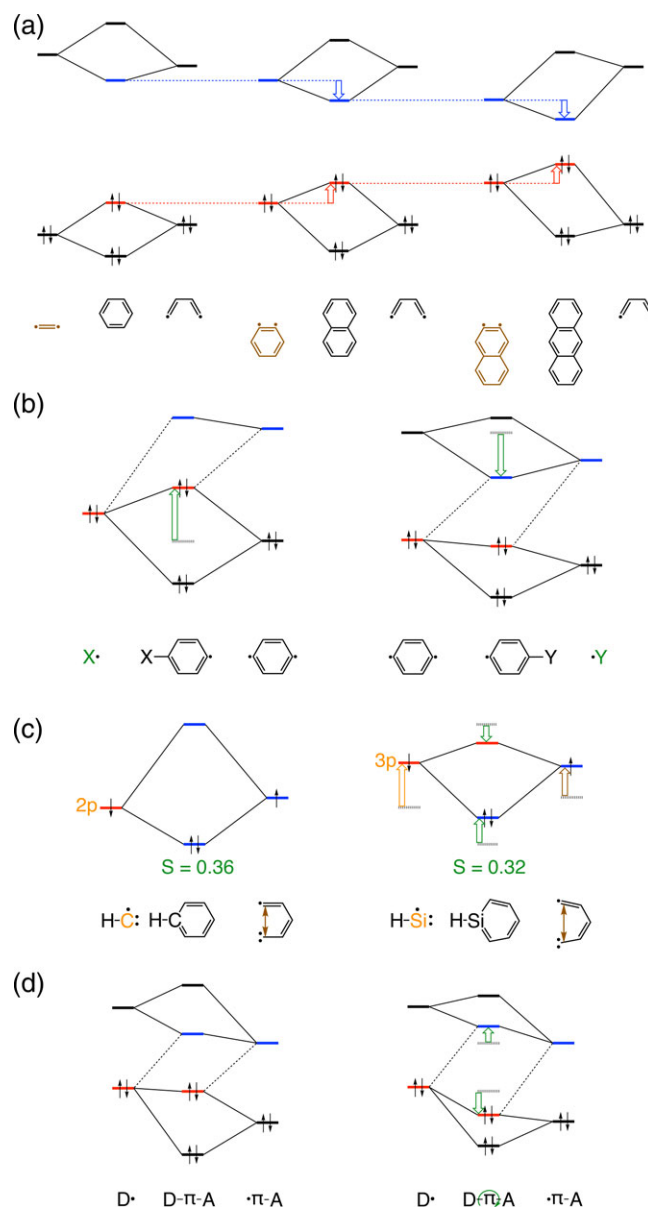 (a)
(b)
X• X Y •Y
(c)
2p 3p
S = 0.36 S = 0.32
H-C: H-C H-Si: H-Si
(d)
D• D-π-A •π-A D• D-π-A •π-A